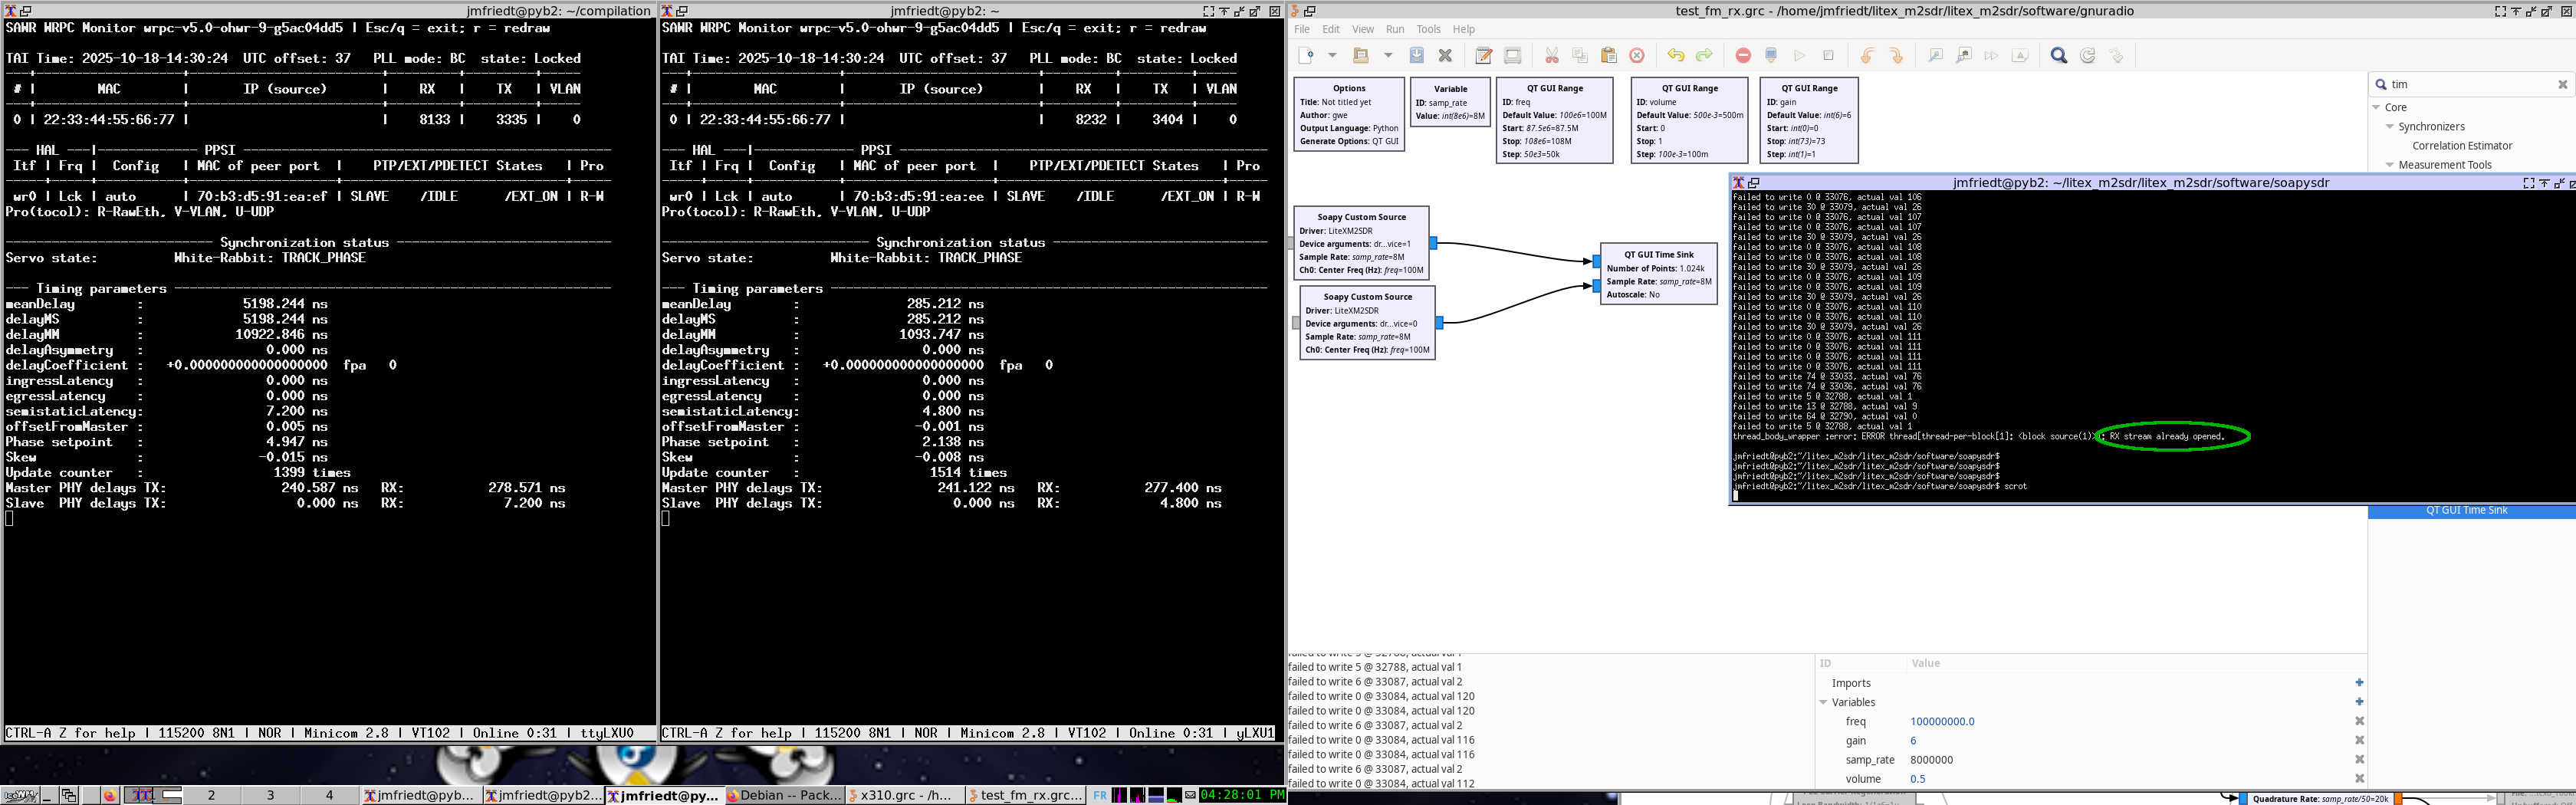 jmfriedt@pyb2: ~/compilation
SAWR WRPC Monitor wrpc-v5.0-ohwr-9-g5ac04dd5 | Esc/q = exit; r = redraw
TAI Time: 2025-10-18-14:30:24 UTC offset: 37 PLL mode: BC state: Locked
# | MAC | IP (source) | RX | TX | VLAN
0 | 22:33:44:55:66:77 | | 8133 | 3335 | 0
--- HAL ---|------------- PPSI ------------------------------------------------
Itf | Frq | Config | MAC of peer port | PTP/EXT/PDETECT States | Pro
wr0 | Lck | auto | 70:b3:d5:91:ea:ef | SLAVE /IDLE /EXT_ON | R-W
Pro(tocol): R-RawEth, V-VLAN, U-UDP
Synchronization status
Servo state: White-Rabbit: TRACK_PHASE
--- Timing parameters
meanDelay : 5198.244 ns
delayMS : 5198.244 ns
delayMM : 10922.846 ns
delayAsymmetry : 0.000 ns
delayCoefficient : +0.000000000000000000 fpa 0
ingressLatency : 0.000 ns
egressLatency : 0.000 ns
semistaticLatency: 7.200 ns
offsetFromMaster : 0.005 ns
Phase setpoint : 4.947 ns
Skew : -0.015 ns
Update counter : 1399 times
Master PHY delays TX: 240.587 ns RX: 278.571 ns
Slave PHY delays TX: 0.000 ns RX: 7.200 ns
CTRL-A Z for help | 115200 8N1 | NOR | Minicom 2.8 | VT102 | Online 0:31 | ttyLXU0
jmfriedt@pyb2: ~
SAWR WRPC Monitor wrpc-v5.0-ohwr-9-g5ac04dd5 | Esc/q = exit; r = redraw
TAI Time: 2025-10-18-14:30:24 UTC offset: 37 PLL mode: BC state: Locked
# | MAC | IP (source) | RX | TX | VLAN
0 | 22:33:44:55:66:77 | | 8232 | 3404 | 0
--- HAL ---|------------- PPSI ------------------------------------------------
Itf | Frq | Config | MAC of peer port | PTP/EXT/PDETECT States | Pro
wr0 | Lck | auto | 70:b3:d5:91:ea:ee | SLAVE /IDLE /EXT_ON | R-W
Pro(tocol): R-RawEth, V-VLAN, U-UDP
Synchronization status
Servo state: White-Rabbit: TRACK_PHASE
--- Timing parameters
meanDelay : 285.212 ns
delayMS : 285.212 ns
delayMM : 1093.747 ns
delayAsymmetry : 0.000 ns
delayCoefficient : +0.000000000000000000 fpa 0
ingressLatency : 0.000 ns
egressLatency : 0.000 ns
semistaticLatency: 4.800 ns
offsetFromMaster : -0.001 ns
Phase setpoint : 2.138 ns
Skew : -0.008 ns
Update counter : 1514 times
Master PHY delays TX: 241.122 ns RX: 277.400 ns
Slave PHY delays TX: 0.000 ns RX: 4.800 ns
CTRL-A Z for help | 115200 8N1 | NOR | Minicom 2.8 | VT102 | Online 0:31 | yLXU1
test_fm_rx.grc - /home/jmfriedt/litex_m2sdr/litex_m2sdr/software/gnuradio
File Edit View Run Tools Help
Options
Title: Not titled yet
Author: gwe
Output Language: Python
Generate Options: QT GUI
Variable
ID: samp_rate
Value: int(8e6)=8M
QT GUI Range
ID: freq
Default Value: 100e6=100M
Start: 87.5e6=87.5M
Stop: 108e6=108M
Step: 50e3=50k
QT GUI Range
ID: volume
Default Value: 500e-3=500m
Start: 0
Stop: 1
Step: 100e-3=100m
QT GUI Range
ID: gain
Default Value: int(6)=6
Start: int(0)=0
Stop: int(73)=73
Step: int(1)=1
tim
Core
Synchronizers
Correlation Estimator
Measurement Tools
QT GUI Time Sink
Soapy Custom Source
Driver: LiteXM2SDR
Device arguments: dr...vice=1
Sample Rate: samp_rate=8M
Ch0: Center Freq (Hz): freq=100M
Soapy Custom Source
Driver: LiteXM2SDR
Device arguments: dr...vice=0
Sample Rate: samp_rate=8M
Ch0: Center Freq (Hz): freq=100M
QT GUI Time Sink
Number of Points: 1.024k
Sample Rate: samp_rate=8M
Autoscale: No
jmfriedt@pyb2: ~/litex_m2sdr/litex_m2sdr/software/soapysdr
failed to write 0 @ 33076, actual val 106
failed to write 30 @ 33079, actual val 26
failed to write 0 @ 33076, actual val 107
failed to write 0 @ 33076, actual val 107
failed to write 30 @ 33079, actual val 26
failed to write 0 @ 33076, actual val 108
failed to write 0 @ 33076, actual val 108
failed to write 30 @ 33079, actual val 26
failed to write 0 @ 33076, actual val 109
failed to write 30 @ 33079, actual val 26
failed to write 0 @ 33076, actual val 109
failed to write 30 @ 33079, actual val 26
failed to write 0 @ 33076, actual val 110
failed to write 0 @ 33076, actual val 110
failed to write 30 @ 33079, actual val 26
failed to write 0 @ 33076, actual val 111
failed to write 0 @ 33076, actual val 111
failed to write 0 @ 33076, actual val 111
failed to write 0 @ 33076, actual val 111
failed to write 74 @ 33033, actual val 76
failed to write 74 @ 33036, actual val 76
failed to write 5 @ 32788, actual val 1
failed to write 13 @ 32788, actual val 9
failed to write 64 @ 32790, actual val 0
failed to write 5 @ 32788, actual val 1
thread_body_wrapper :error: ERROR thread[thread-per-block[1]: <block source(1)>]: RX stream already opened.
jmfriedt@pyb2:~/litex_m2sdr/litex_m2sdr/software/soapysdr$
jmfriedt@pyb2:~/litex_m2sdr/litex_m2sdr/software/soapysdr$
jmfriedt@pyb2:~/litex_m2sdr/litex_m2sdr/software/soapysdr$
jmfriedt@pyb2:~/litex_m2sdr/litex_m2sdr/software/soapysdr$ scrot
failed to write 5 @ 32788, actual val 1
failed to write 6 @ 33087, actual val 2
failed to write 0 @ 33084, actual val 120
failed to write 0 @ 33084, actual val 120
failed to write 6 @ 33087, actual val 2
failed to write 0 @ 33084, actual val 116
failed to write 0 @ 33084, actual val 116
failed to write 6 @ 33087, actual val 2
failed to write 0 @ 33084, actual val 112
ID Value
Imports
Variables
freq 100000000.0
gain 6
samp_rate 8000000
volume 0.5
2 3 4
jmfriedt@pyb...
jmfriedt@pyb2...
jmfriedt@py...
Debian -- Pack...
x310.grc - /h...
test_fm_rx.grc...
FR
04:28:01 PM
Quadrature Rate: samp_rate/50=20k